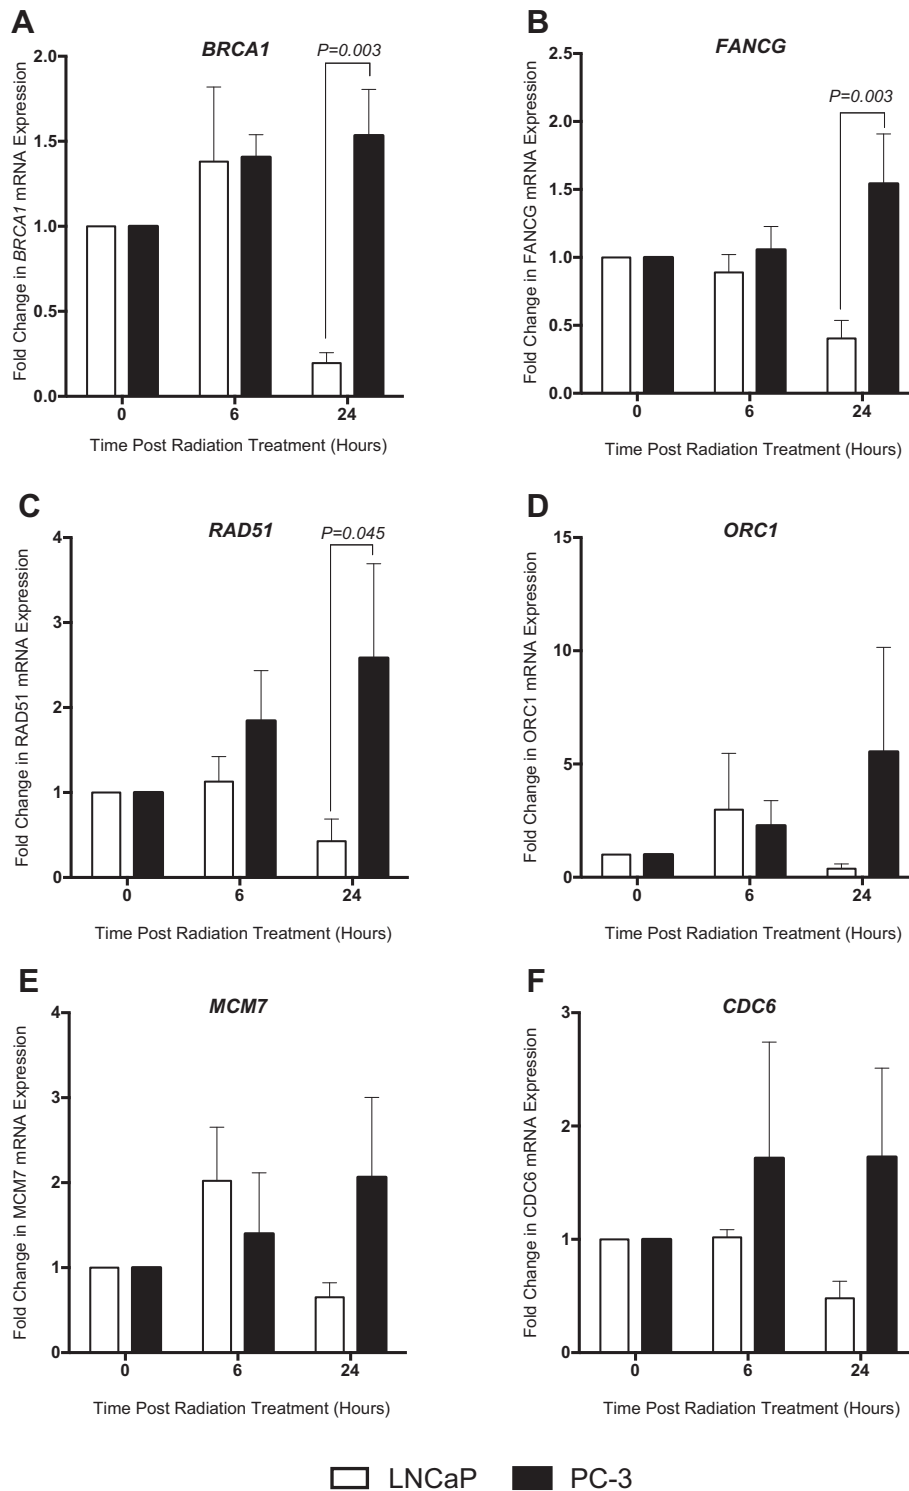 A
BRCA1
P=0.003
Fold Change in BRCA1 mRNA Expression
2.0
1.5
1.0
0.5
0.0
0 6 24
Time Post Radiation Treatment (Hours)
B
FANCG
P=0.003
Fold Change in FANCG mRNA Expression
2.5
2.0
1.5
1.0
0.5
0.0
0 6 24
Time Post Radiation Treatment (Hours)
C
RAD51
P=0.045
Fold Change in RAD51 mRNA Expression
4
3
2
1
0
0 6 24
Time Post Radiation Treatment (Hours)
D
ORC1
Fold Change in ORC1 mRNA Expression
15
10
5
0
0 6 24
Time Post Radiation Treatment (Hours)
E
MCM7
Fold Change in MCM7 mRNA Expression
4
3
2
1
0
0 6 24
Time Post Radiation Treatment (Hours)
F
CDC6
Fold Change in CDC6 mRNA Expression
3
2
1
0
0 6 24
Time Post Radiation Treatment (Hours)
LNCaP PC-3